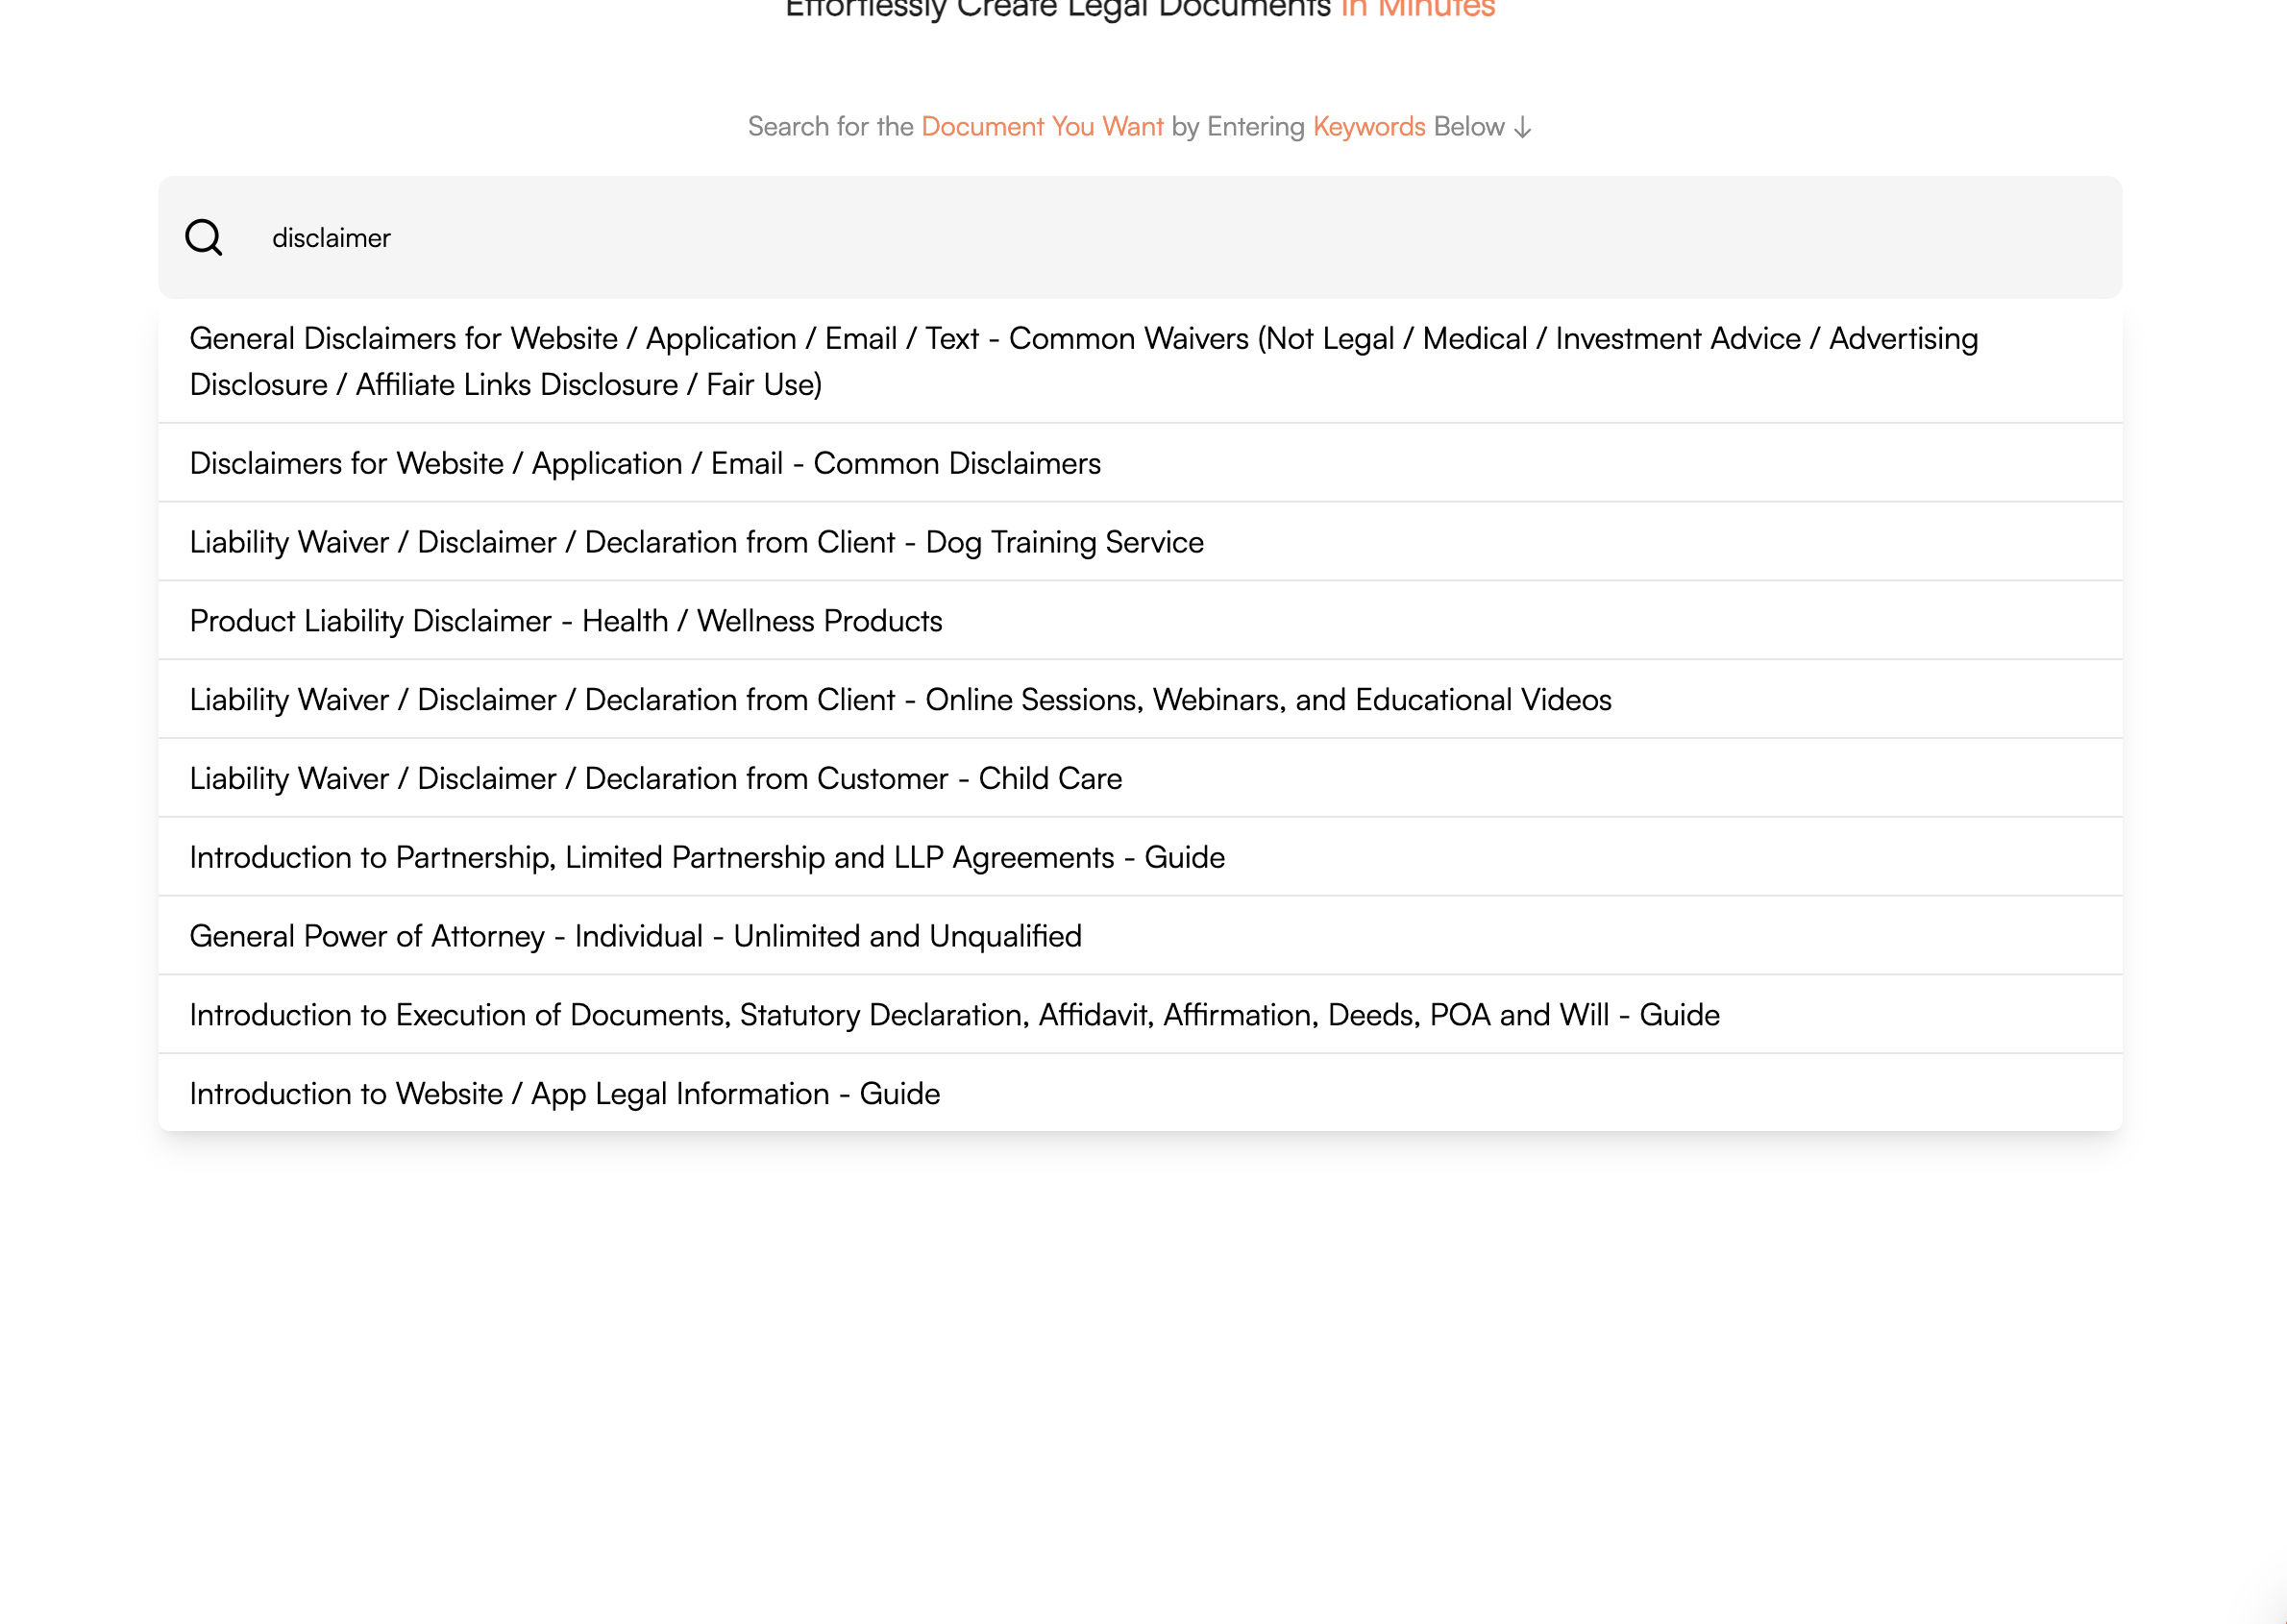 Effortlessly Create Legal Documents in Minutes
Search for the Document You Want by Entering Keywords Below ↓
disclaimer
General Disclaimers for Website / Application / Email / Text - Common Waivers (Not Legal / Medical / Investment Advice / Advertising
Disclosure / Affiliate Links Disclosure / Fair Use)
Disclaimers for Website / Application / Email - Common Disclaimers
Liability Waiver / Disclaimer / Declaration from Client - Dog Training Service
Product Liability Disclaimer - Health / Wellness Products
Liability Waiver / Disclaimer / Declaration from Client - Online Sessions, Webinars, and Educational Videos
Liability Waiver / Disclaimer / Declaration from Customer - Child Care
Introduction to Partnership, Limited Partnership and LLP Agreements - Guide
General Power of Attorney - Individual - Unlimited and Unqualified
Introduction to Execution of Documents, Statutory Declaration, Affidavit, Affirmation, Deeds, POA and Will - Guide
Introduction to Website / App Legal Information - Guide